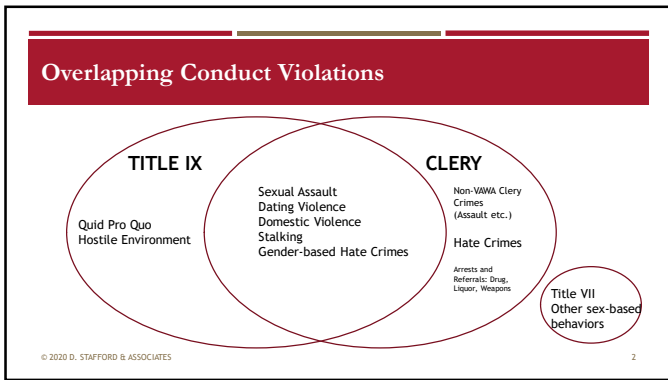 Overlapping Conduct Violations
TITLE IX
Quid Pro Quo
Hostile Environment
Sexual Assault
Dating Violence
Domestic Violence
Stalking
Gender-based Hate Crimes
CLERY
Non-VAWA Clery
Crimes
(Assault etc.)
Hate Crimes
Arrests and
Referrals: Drug,
Liquor, Weapons
Title VII
Other sex-based
behaviors
© 2020 D. STAFFORD & ASSOCIATES
2